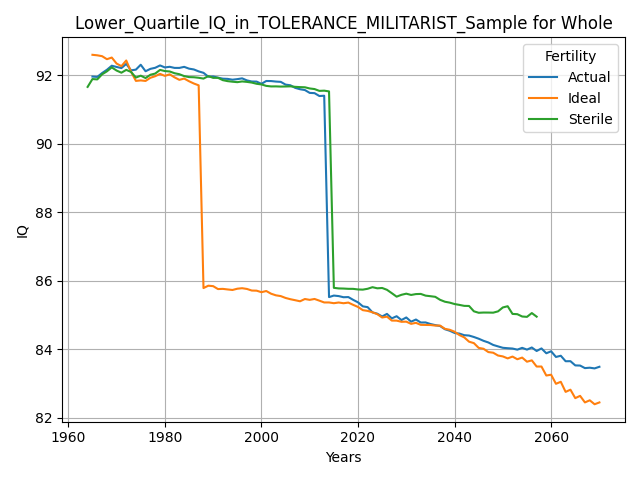 Lower_Quartile_IQ_in_TOLERANCE_MILITARIST_Sample for Whole
Fertility
Actual
Ideal
Sterile
IQ
92
90
88
86
84
82
1960
1980
2000
2020
2040
2060
Years